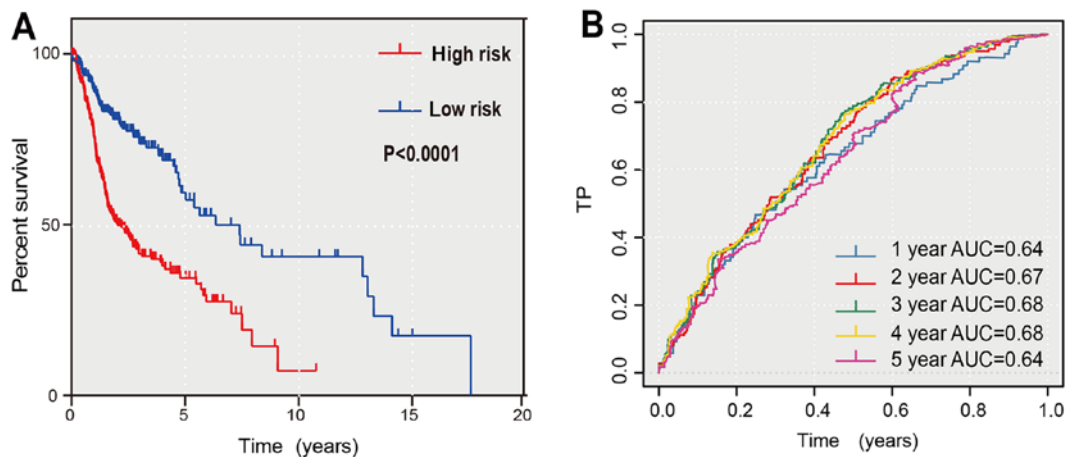 A
Percent survival
100
50
0
High risk
Low risk
P<0.0001
0 5 10 15 20
Time (years)
B
TP
1.0
0.8
0.6
0.4
0.2
0.0
1 year AUC=0.64
2 year AUC=0.67
3 year AUC=0.68
4 year AUC=0.68
5 year AUC=0.64
0.0 0.2 0.4 0.6 0.8 1.0
Time (years)